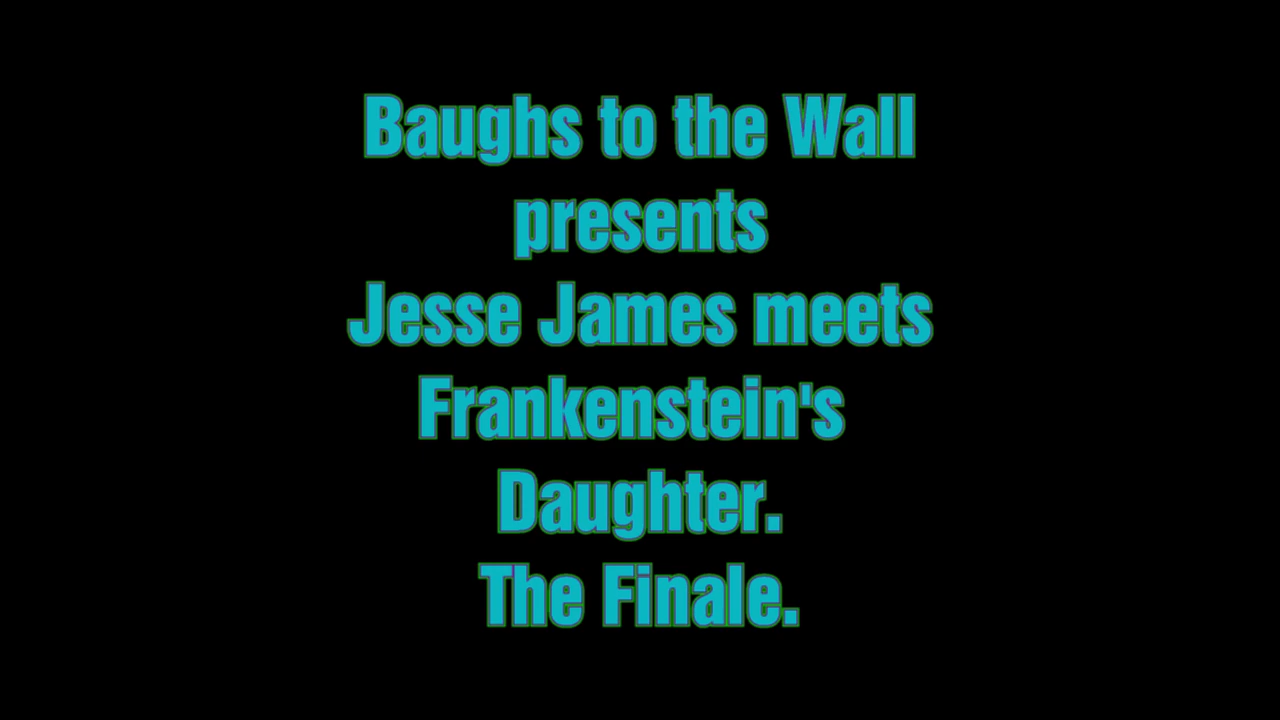 Baughs to the Wall
presents
Jesse James meets
Frankenstein's
Daughter.
The Finale.